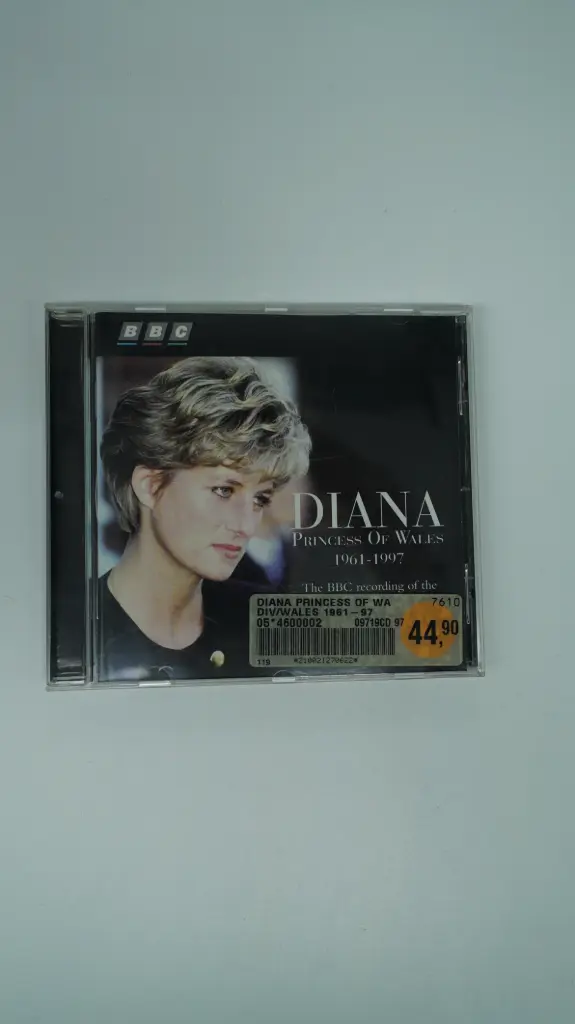 BBC
DIANA
PRINCESS OF WALES
1961-1997
The BBC recording of the
DIANA PRINCESS OF WA 7610
DIV/WALES 1961-97
05*4600002 09719CD 97
44,90
119 *210021270622*